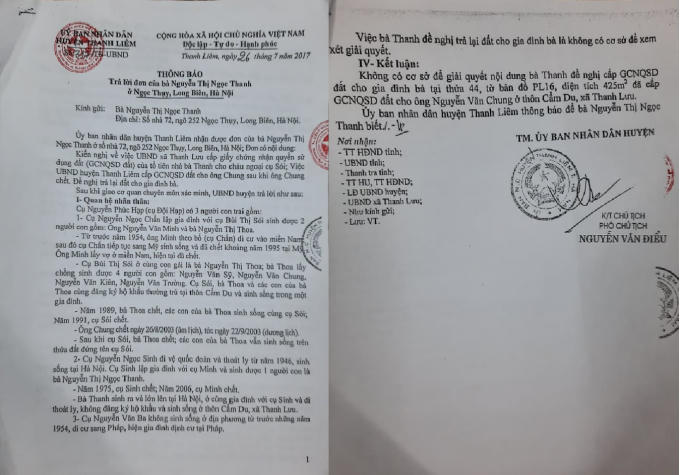 ỦY BAN NHÂN DÂN
HUYỆN THANH LIÊM
/TB-UBND
CỘNG HÒA XÃ HỘI CHỦ NGHĨA VIỆT NAM
Độc lập - Tự do - Hạnh phúc
Thanh Liêm, ngày 26 tháng 7 năm 2017
THÔNG BÁO
Trả lời đơn của bà Nguyễn Thị Ngọc Thanh
ở Ngọc Thụy, Long Biên, Hà Nội
Kính gửi: Bà Nguyễn Thị Ngọc Thanh
Địa chỉ: Số nhà 72, ngõ 252 Ngọc Thụy, Long Biên, Hà Nội.
Ủy ban nhân dân huyện Thanh Liêm nhận được đơn của bà Nguyễn Thị
Ngọc Thanh ở số nhà 72, ngõ 252 Ngọc Thụy, Long Biên, Hà Nội; Đơn có nội dung:
Kiến nghị về việc UBND xã Thanh Lưu cấp giấy chứng nhận quyền sử
dụng đất (GCNQSD đất) của số tiên nhà bà Thanh cho cháu ngoại cụ Sói; Việc
UBND huyện Thanh Liêm cấp GCNQSD đất cho ông Chung sau khi ông Chung
chết. Đề nghị trả lại đất cho gia đình bà.
Sau khi giao cơ quan chuyên môn xác minh, UBND huyện trả lời như sau:
I- Quan hệ nhân thân:
Cụ Nguyễn Phúc Hạp (cụ Đội Hạp) có 3 người con trai gồm:
1- Cụ Nguyễn Ngọc Chẩn lập gia đình với cụ Bùi Thị Sói sinh được 2
người con gồm: Ông Nguyễn Văn Minh và bà Nguyễn Thị Thoa.
- Từ trước năm 1954, ông Minh theo bố (cụ Chẩn) di cư vào miền Nam,
sau đó cụ Chẩn tiếp tục sang Mỹ sinh sống và đã chết khoảng năm 1995 tại Mỹ.
Ông Minh lấy vợ ở miền Nam, hiện tại đã chết.
- Cụ Bùi Thị Sói ở cùng con gái là bà Nguyễn Thị Thoa; bà Thoa lấy
chồng sinh được 4 người con gồm: Nguyễn Văn Sỹ, Nguyễn Văn Chung,
Nguyễn Văn Kiên, Nguyễn Văn Trường. Cụ Sói, bà Thoa và các con của bà
Thoa cùng đăng ký hộ khẩu thường trú tại thôn Cẩm Du và sinh sống trong một
gia đình.
- Năm 1989, bà Thoa chết, các con của bà Thoa sinh sống cùng cụ Sói;
Năm 1991, cụ Sói chết.
- Ông Chung chết ngày 26/8/2003 (âm lịch), tức ngày 22/9/2003 (dương lịch).
- Sau khi cụ Sói, bà Thoa chết; các con của bà Thoa vẫn sinh sống trên
thửa đất đứng tên cụ Sói.
2- Cụ Nguyễn Ngọc Sinh đi vệ quốc đoàn và thoát ly từ năm 1946, sinh
sống tại Hà Nội. Cụ Sinh lập gia đình với cụ Minh và sinh được 1 người con là
bà Nguyễn Thị Ngọc Thanh.
- Năm 1975, cụ Sinh chết; Năm 2006, cụ Minh chết.
- Bà Thanh sinh ra và lớn lên tại Hà Nội, ở cùng gia đình với cụ Sinh và đi
thoát ly, không đăng ký hộ khẩu và sinh sống ở thôn Cẩm Du, xã Thanh Lưu.
3- Cụ Nguyễn Văn Ba không sinh sống ở địa phương từ trước những năm
1954, di cư sang Pháp, hiện gia đình định cư tại Pháp.
1
Việc bà Thanh đề nghị trả lại đất cho gia đình bà là không có cơ sở để xem
xét giải quyết.
IV- Kết luận:
Không có cơ sở để giải quyết nội dung bà Thanh đề nghị cấp GCNQSD
đất cho gia đình bà tại thửa 44, tờ bản đồ PL16, diện tích 425m² đã cấp
GCNQSD đất cho ông Nguyễn Văn Chung ở thôn Cẩm Du, xã Thanh Lưu.
Ủy ban nhân dân huyện Thanh Liêm thông báo để bà Nguyễn Thị Ngọc
Thanh biết./.
Nơi nhận:
- TT HĐND tỉnh;
- UBND tỉnh;
- Thanh tra tỉnh;
- TT HU, TT HĐND;
- LĐ UBND huyện;
- UBND xã Thanh Lưu;
- Như kính gửi;
- Lưu: VT.
TM. ỦY BAN NHÂN DÂN HUYỆN
K/T CHỦ TỊCH
PHÓ CHỦ TỊCH
NGUYỄN VĂN ĐIỀU